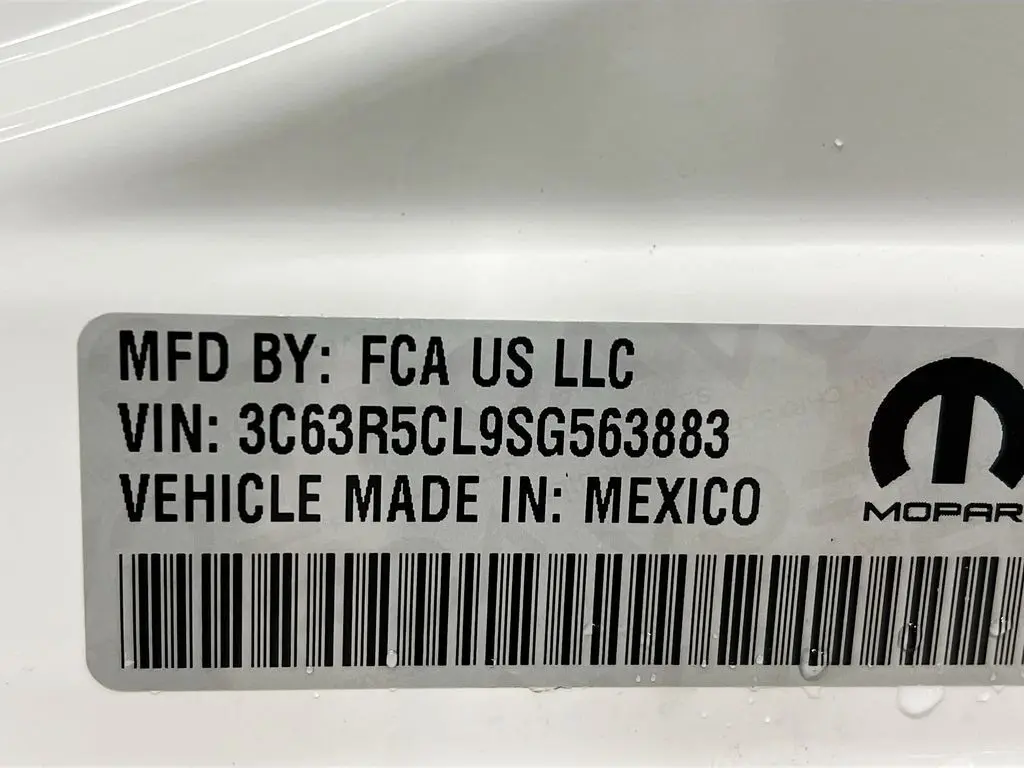 MFD BY: FCA US LLC
VIN: 3C63R5CL9SG563883
VEHICLE MADE IN: MEXICO
MOPAR